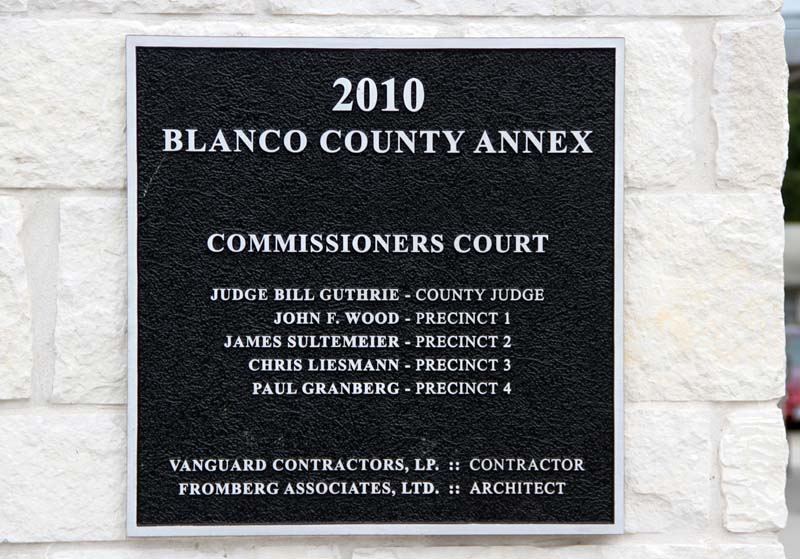 2010
BLANCO COUNTY ANNEX
COMMISSIONERS COURT
JUDGE BILL GUTHRIE - COUNTY JUDGE
JOHN F. WOOD - PRECINCT 1
JAMES SULTEMEIER - PRECINCT 2
CHRIS LIESMANN - PRECINCT 3
PAUL GRANBERG - PRECINCT 4
VANGUARD CONTRACTORS, LP. :: CONTRACTOR
FROMBERG ASSOCIATES, LTD. :: ARCHITECT